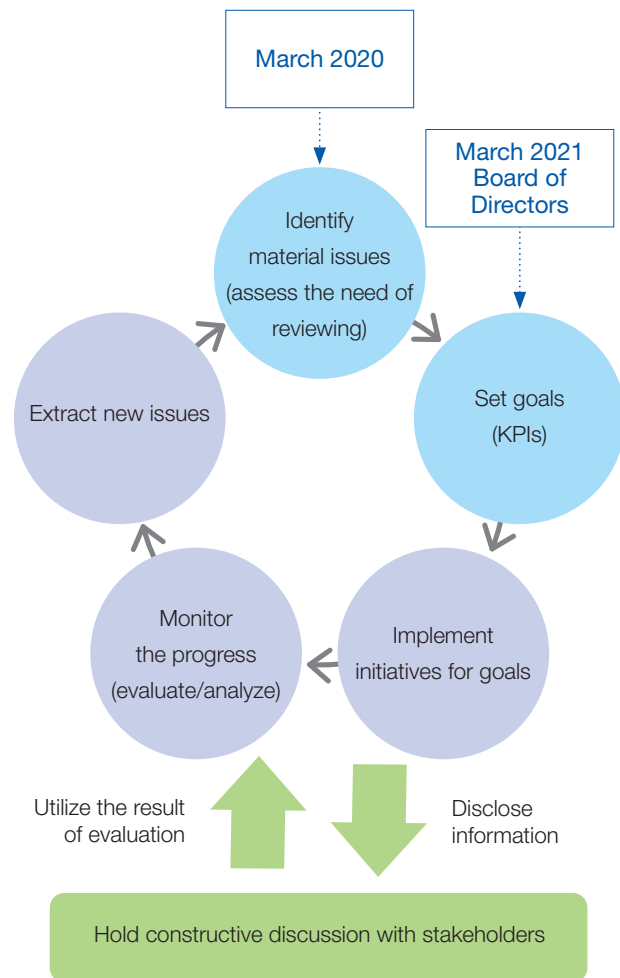 March 2020
March 2021
Board of
Directors
Identify
material issues
(assess the need of
reviewing)
Set goals
(KPIs)
Extract new issues
Implement
initiatives for goals
Monitor
the progress
(evaluate/analyze)
Utilize the result
of evaluation
Disclose
information
Hold constructive discussion with stakeholders